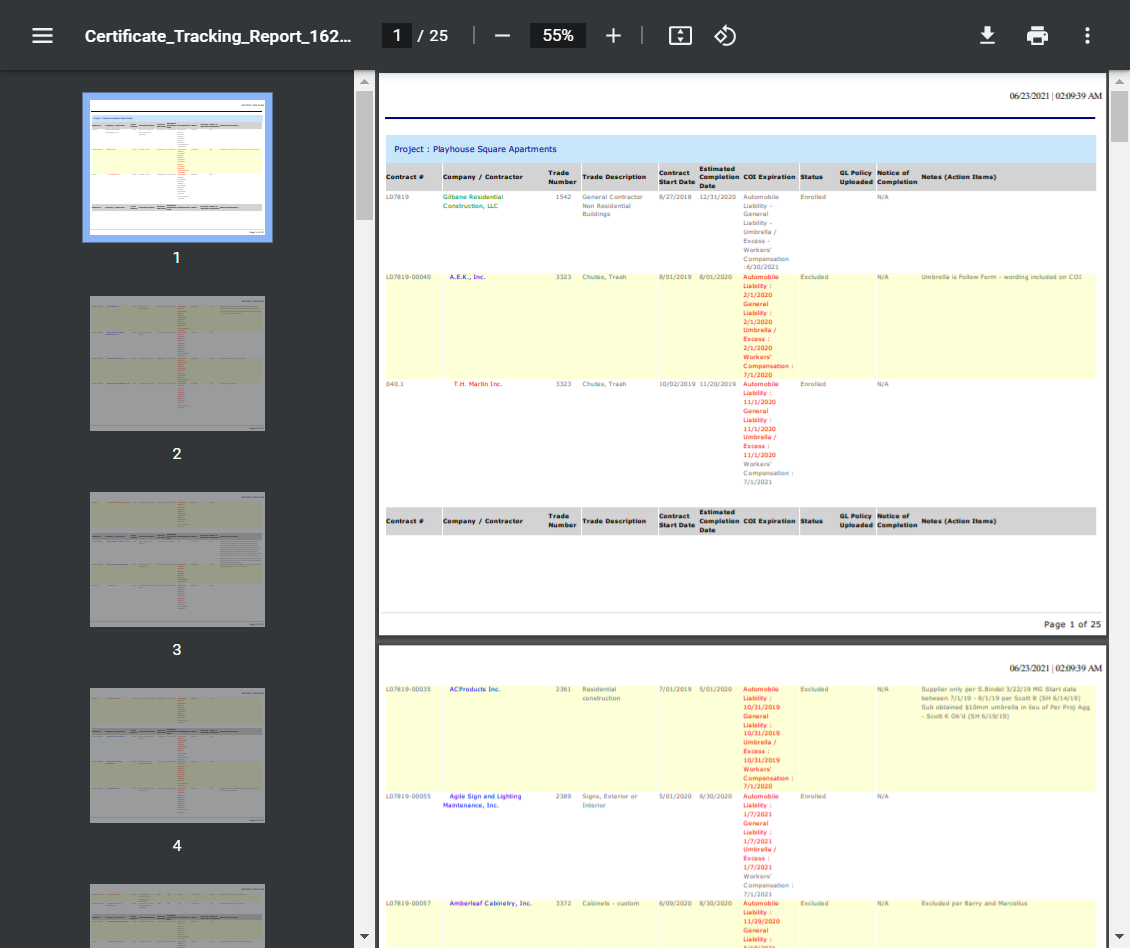 Certificate_Tracking_Report_162...
1 / 25
55%
06/23/2021 | 02:09:39 AM
Project : Playhouse Square Apartments
Contract # Company / Contractor Trade Number Trade Description Contract Start Date Estimated Completion Date COI Expiration Status GL Policy Uploaded Notice of Completion Notes (Action Items)
L07819 Gilbane Residential Construction, LLC 1542 General Contractor Non Residential Buildings 8/27/2018 12/31/2020 Automobile Liability - General Liability - Umbrella / Excess - Workers' Compensation :6/30/2021 Enrolled N/A
L07819-00040 A.E.K., Inc. 3323 Chutes, Trash 8/01/2019 8/01/2020 Automobile Liability : 2/1/2020 General Liability : 2/1/2020 Umbrella / Excess : 2/1/2020 Workers' Compensation : 7/1/2020 Excluded N/A Umbrella is Follow Form - wording included on COI
040.1 T.H. Martin Inc. 3323 Chutes, Trash 10/02/2019 11/20/2019 Automobile Liability : 11/1/2020 General Liability : 11/1/2020 Umbrella / Excess : 11/1/2020 Workers' Compensation : 7/1/2021 Enrolled N/A
Contract # Company / Contractor Trade Number Trade Description Contract Start Date Estimated Completion Date COI Expiration Status GL Policy Uploaded Notice of Completion Notes (Action Items)
Page 1 of 25
06/23/2021 | 02:09:39 AM
L07819-00035 ACProducts Inc. 2361 Residential construction 7/01/2019 5/01/2020 Automobile Liability : 10/31/2019 General Liability : 10/31/2019 Umbrella / Excess : 10/31/2019 Workers' Compensation : 7/1/2020 Excluded N/A Supplier only per S.Bindel 3/22/19 MG Start date between 7/1/19 - 8/1/19 per Scott B (SH 6/14/19) Sub obtained $10mm umbrella in lieu of Per Proj Agg - Scott K Ok'd (SH 6/19/19)
L07819-00055 Agile Sign and Lighting Maintenance, Inc. 2389 Signs, Exterior or Interior 5/01/2020 6/30/2020 Automobile Liability : 1/7/2021 General Liability : 1/7/2021 Umbrella / Excess : 1/7/2021 Workers' Compensation : 7/1/2021 Enrolled N/A
L07819-00057 Amberleaf Cabinetry, Inc. 3372 Cabinets - custom 6/09/2020 8/30/2020 Automobile Liability : 11/29/2020 General Liability : Excluded N/A Excluded per Barry and Marcellus
1
2
3
4